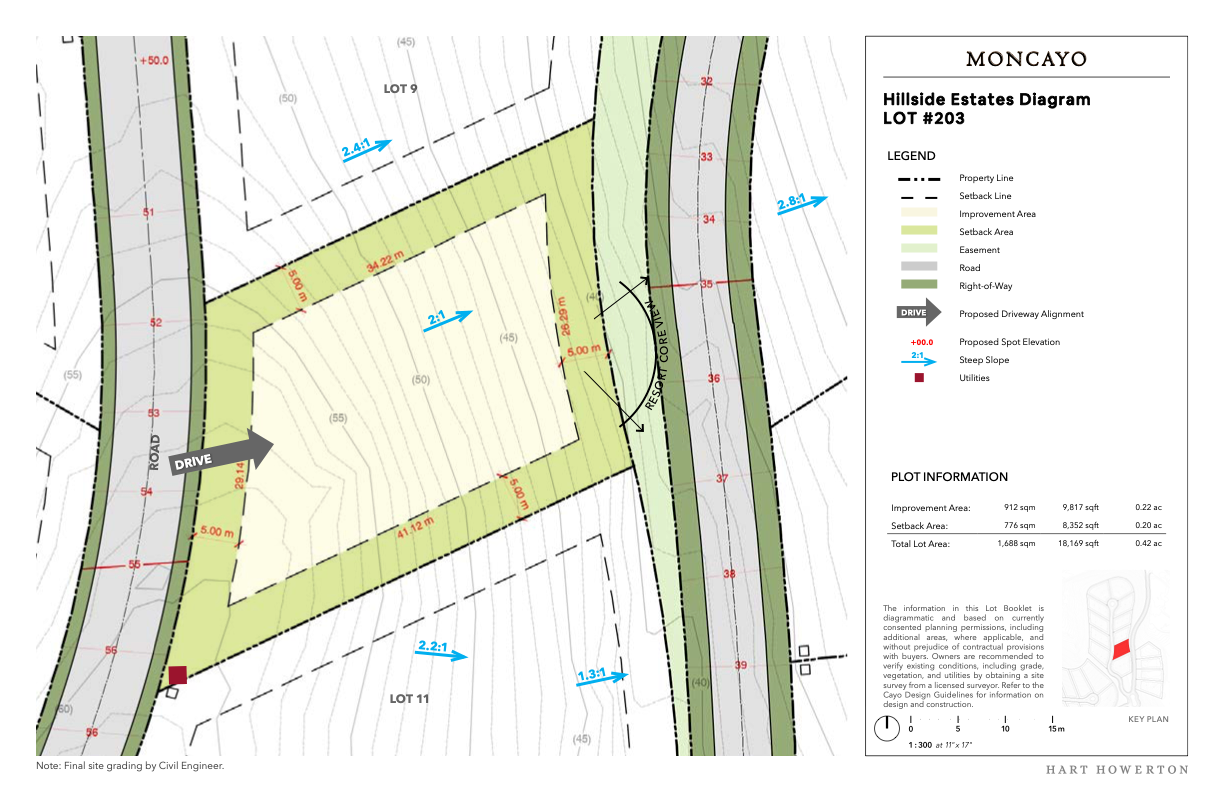 MONCAYO
Hillside Estates Diagram
LOT #203
LEGEND
Property Line
Setback Line
Improvement Area
Setback Area
Easement
Road
Right-of-Way
DRIVE
Proposed Driveway Alignment
+00.0
Proposed Spot Elevation
2:1
Steep Slope
Utilities
PLOT INFORMATION
Improvement Area: 912 sqm 9,817 sqft 0.22 ac
Setback Area: 776 sqm 8,352 sqft 0.20 ac
Total Lot Area: 1,688 sqm 18,169 sqft 0.42 ac
The information in this Lot Booklet is
diagrammatic and based on currently
consented planning permissions, including
additional areas, where applicable, and
without prejudice of contractual provisions
with buyers. Owners are recommended to
verify existing conditions, including grade,
vegetation, and utilities by obtaining a site
survey from a licensed surveyor. Refer to the
Cayo Design Guidelines for information on
design and construction.
KEY PLAN
0 5 10 15m
1:300 at 11"x 17"
HART HOWERTON
Note: Final site grading by Civil Engineer.
+50.0
(45)
LOT 9
(50)
2.4:1
32
33
2.8:1
34
51
34.22 m
5.00 m
35
52
2:1
(45)
26.29 m
5.00 m
RESORT CORE VIEW
36
(55)
(50)
(55)
53
ROAD
DRIVE
29.14
54
5.00 m
5.00 m
41.12 m
37
55
38
56
2.2:1
1.3:1
39
(40)
LOT 11
56
(45)